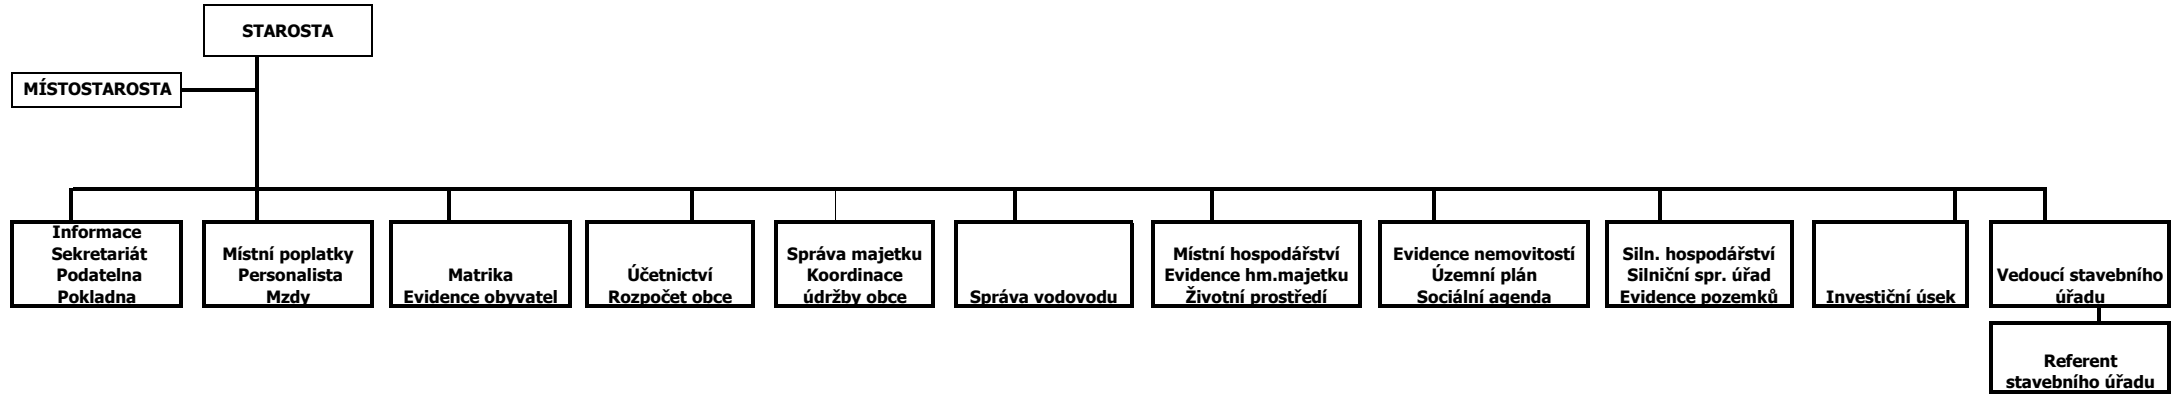 STAROSTA
MÍSTOSTAROSTA
Informace
Sekretariát
Podatelna
Pokladna
Místní poplatky
Personalista
Mzdy
Matrika
Evidence obyvatel
Účetnictví
Rozpočet obce
Správa majetku
Koordinace
údržby obce
Správa vodovodu
Místní hospodářství
Evidence hm.majetku
Životní prostředí
Evidence nemovitostí
Územní plán
Sociální agenda
Siln. hospodářství
Silniční spr. úřad
Evidence pozemků
Investiční úsek
Vedoucí stavebního
úřadu
Referent
stavebního úřadu